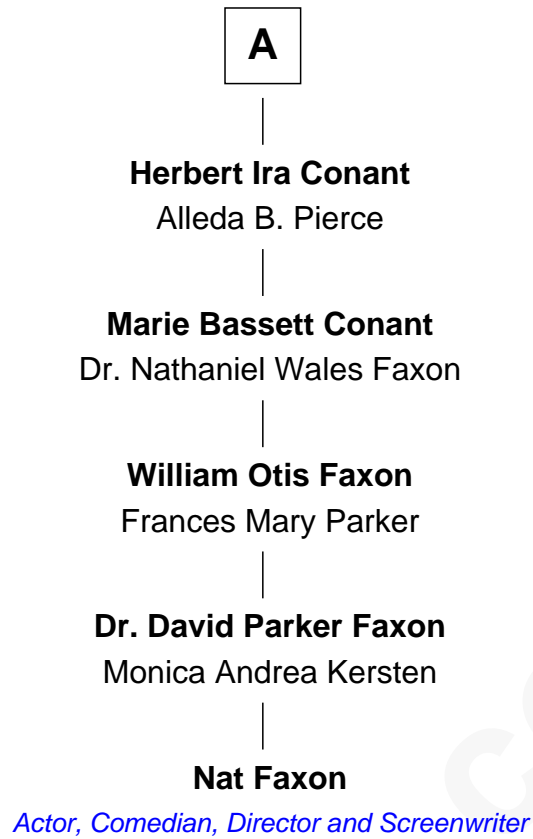 A
Herbert Ira Conant
Alleda B. Pierce
Marie Bassett Conant
Dr. Nathaniel Wales Faxon
William Otis Faxon
Frances Mary Parker
Dr. David Parker Faxon
Monica Andrea Kersten
Nat Faxon
Actor, Comedian, Director and Screenwriter